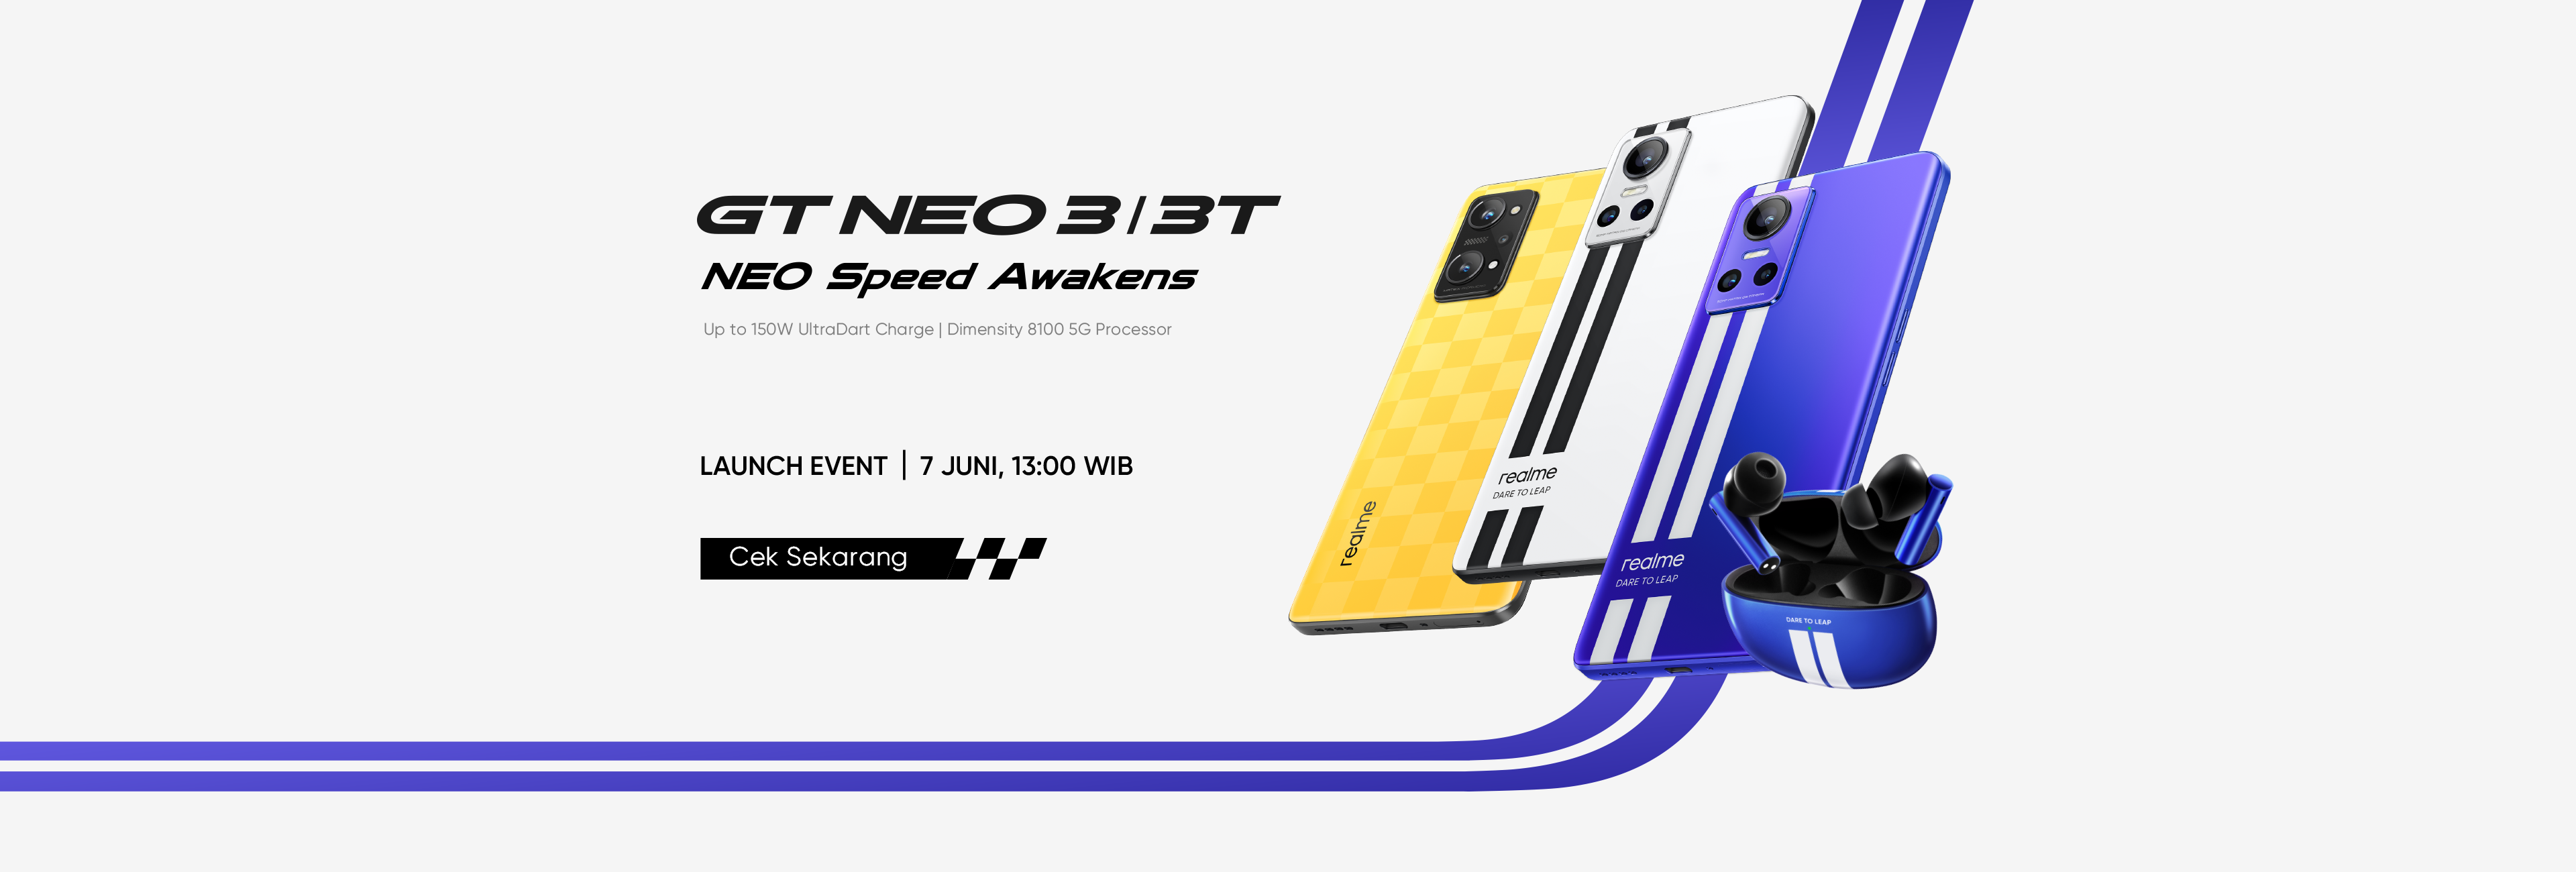 GT NEO 3|3T
NEO Speed Awakens
Up to 150W UltraDart Charge | Dimensity 8100 5G Processor
LAUNCH EVENT | 7 JUNI, 13:00 WIB
Cek Sekarang
realme
realme
DARE TO LEAP
realme
DARE TO LEAP
DARE TO LEAP